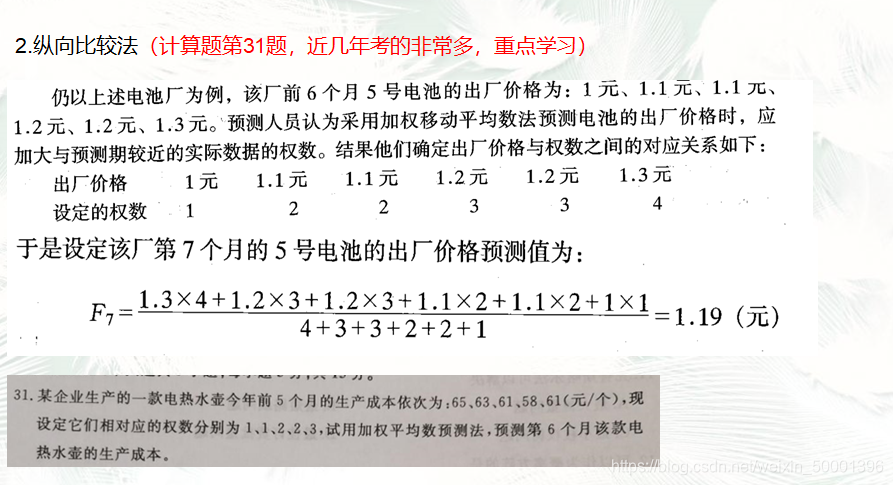 2.纵向比较法（计算题第31题，近几年考的非常多，重点学习）
仍以上述电池厂为例，该厂前6个月5号电池的出厂价格为：1元、1.1元、1.1元、
1.2元、1.2元、1.3元。预测人员认为采用加权移动平均数法预测电池的出厂价格时，应
加大与预测期较近的实际数据的权数。结果他们确定出厂价格与权数之间的对应关系如下：
出厂价格 1元 1.1元 1.1元 1.2元 1.2元 1.3元
设定的权数 1 2 2 3 3 4
于是设定该厂第7个月的5号电池的出厂价格预测值为：
F₇=(1.3×4+1.2×3+1.2×3+1.1×2+1.1×2+1×1)/(4+3+3+2+2+1)=1.19（元）
31.某企业生产的一款电热水壶今年前5个月的生产成本依次为:65、63、61、58、61(元/个),现
设定它们相对应的权数分别为1、1、2、2、3,试用加权平均数预测法,预测第6个月该款电
热水壶的生产成本。
https://blog.csdn.net/weixin_50001396